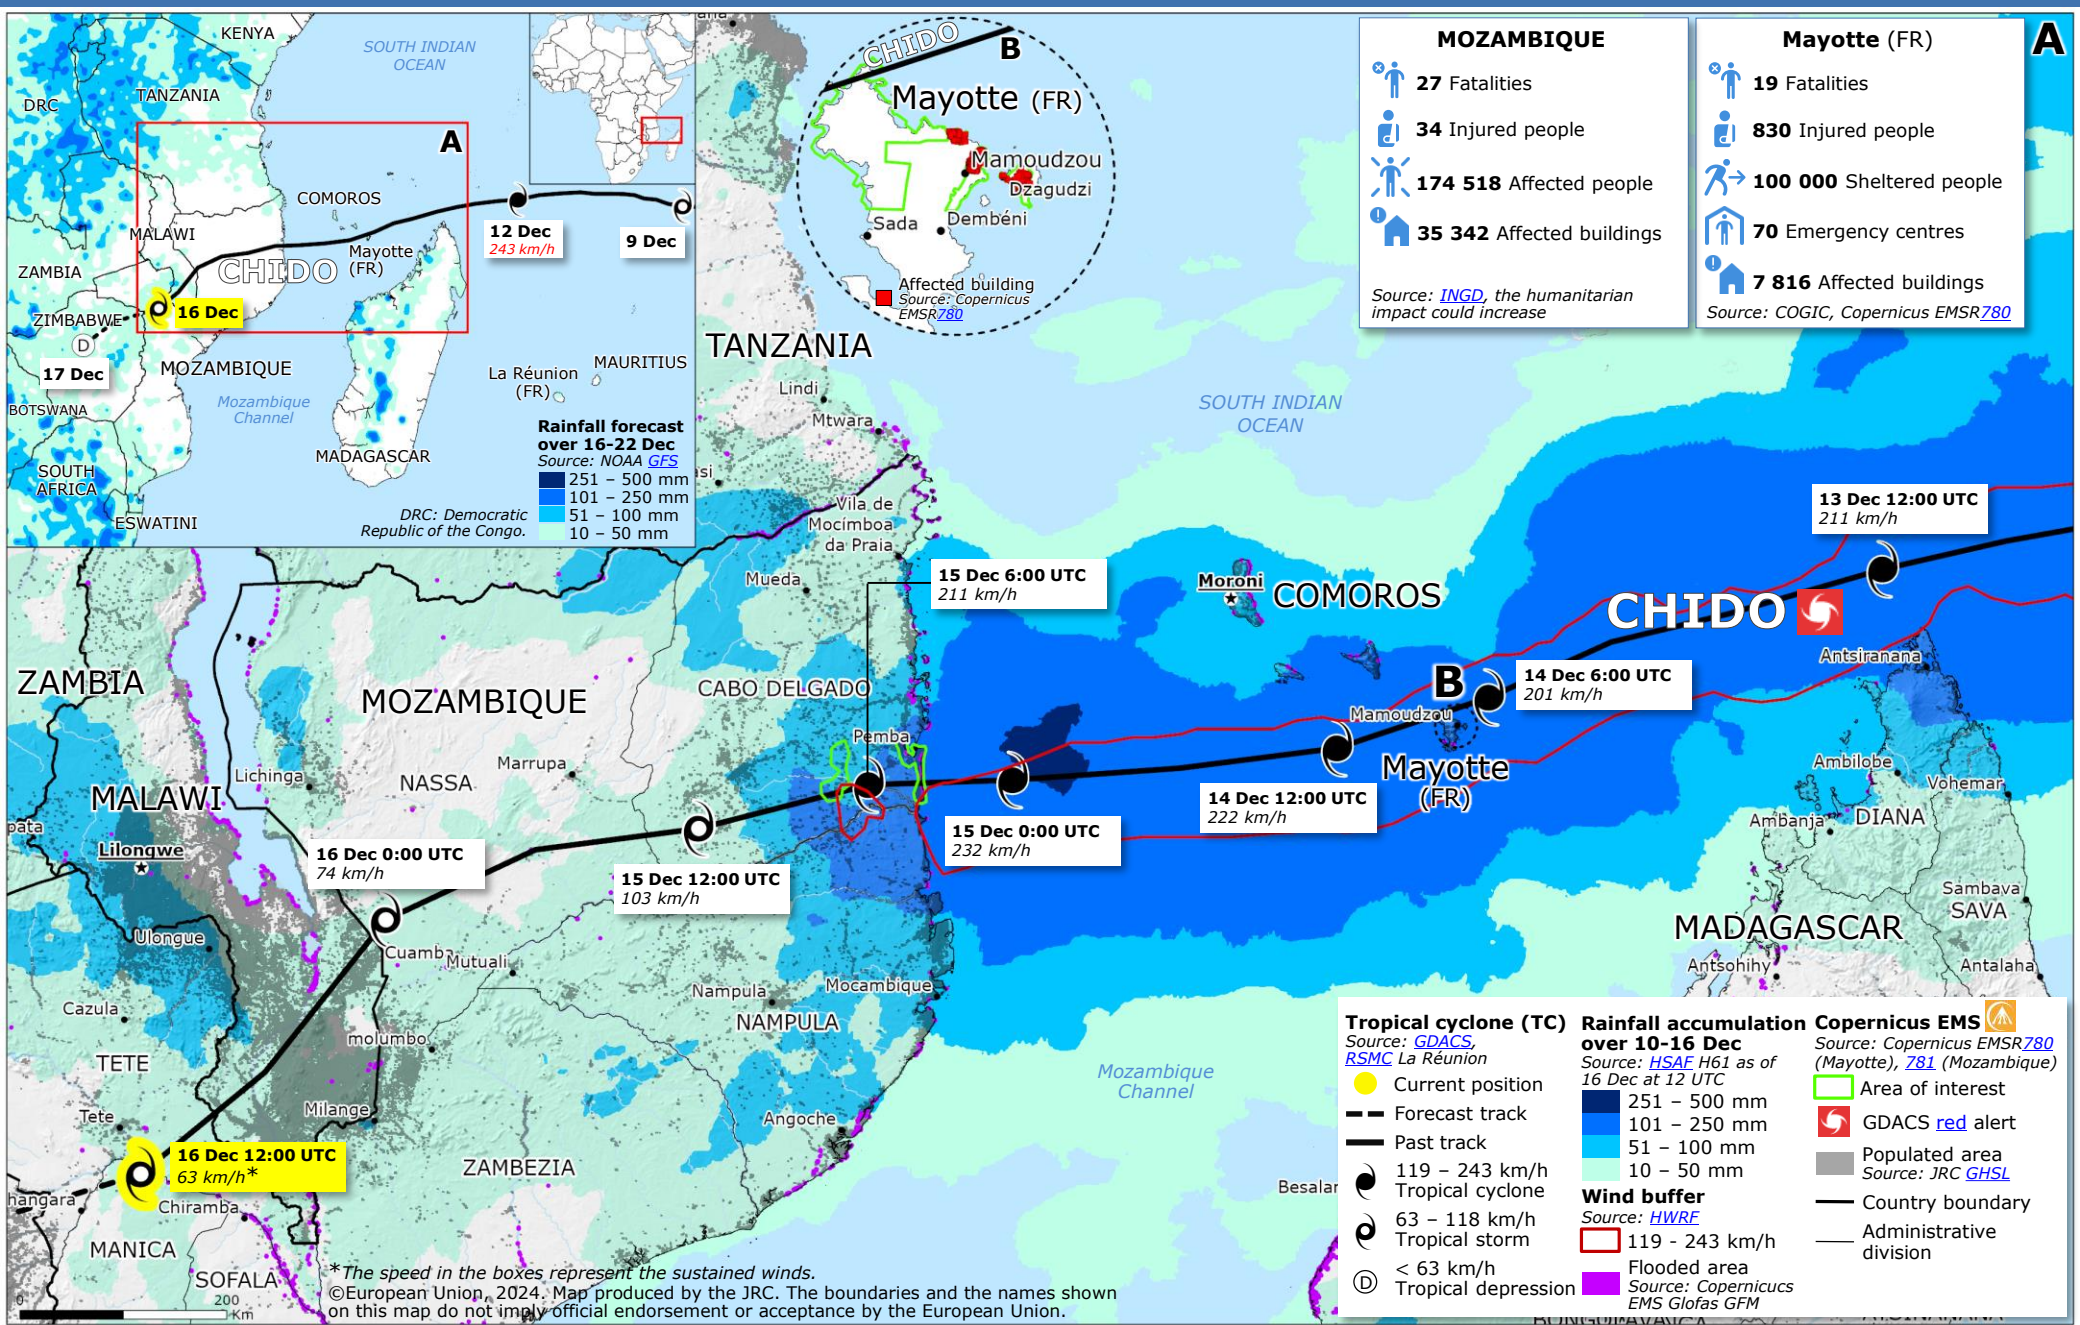 KENYA
SOUTH INDIAN
OCEAN
DRC
TANZANIA
A
COMOROS
MALAWI
Mayotte
(FR)
CHIDO
ZAMBIA
12 Dec
243 km/h
9 Dec
16 Dec
ZIMBABWE
D
17 Dec
MOZAMBIQUE
BOTSWANA
Mozambique
Channel
La Réunion
(FR)
MAURITIUS
MADAGASCAR
SOUTH
AFRICA
ESWATINI
DRC: Democratic
Republic of the Congo.
Rainfall forecast
over 16-22 Dec
Source: NOAA GFS
251 – 500 mm
101 – 250 mm
51 – 100 mm
10 – 50 mm
CHIDO
B
Mayotte (FR)
Mamoudzou
Dzagudzi
Sada
Dembéni
Affected building
Source: Copernicus
EMSR780
MOZAMBIQUE
27 Fatalities
34 Injured people
174 518 Affected people
35 342 Affected buildings
Source: INGD, the humanitarian
impact could increase
Mayotte (FR)
19 Fatalities
830 Injured people
100 000 Sheltered people
70 Emergency centres
7 816 Affected buildings
Source: COGIC, Copernicus EMSR780
A
TANZANIA
Lindi
Mtwara
asi
Vila de
Mocímboa
da Praia
Mueda
SOUTH INDIAN
OCEAN
13 Dec 12:00 UTC
211 km/h
15 Dec 6:00 UTC
211 km/h
Moroni
COMOROS
CHIDO
Antsiranana
B
14 Dec 6:00 UTC
201 km/h
Mamoudzou
Mayotte
(FR)
ZAMBIA
MOZAMBIQUE
CABO DELGADO
Pemba
Lichinga
NASSA
Marrupa
MALAWI
pata
Lilongwe
14 Dec 12:00 UTC
222 km/h
15 Dec 0:00 UTC
232 km/h
Ambilobe
Vohemar
Ambanja
DIANA
16 Dec 0:00 UTC
74 km/h
15 Dec 12:00 UTC
103 km/h
Sambava
SAVA
MADAGASCAR
Antsohihy
Antalaha
Ulongue
Cuamb
Mutuali
Nampula
Mocambique
NAMPULA
Cazula
molumbo
TETE
Tete
Milange
Angoche
Mozambique
Channel
16 Dec 12:00 UTC
63 km/h*
ZAMBEZIA
hangara
Chiramba
MANICA
SOFALA
Besalar
*The speed in the boxes represent the sustained winds.
©European Union, 2024. Map produced by the JRC. The boundaries and the names shown
on this map do not imply official endorsement or acceptance by the European Union.
0 200
Km
Tropical cyclone (TC)
Source: GDACS,
RSMC La Réunion
Current position
Forecast track
Past track
119 – 243 km/h
Tropical cyclone
63 – 118 km/h
Tropical storm
D
< 63 km/h
Tropical depression
Rainfall accumulation
over 10-16 Dec
Source: HSAF H61 as of
16 Dec at 12 UTC
251 – 500 mm
101 – 250 mm
51 – 100 mm
10 – 50 mm
Wind buffer
Source: HWRF
119 - 243 km/h
Flooded area
Source: Copernicucs
EMS Glofas GFM
Copernicus EMS
Source: Copernicus EMSR780
(Mayotte), 781 (Mozambique)
Area of interest
GDACS red alert
Populated area
Source: JRC GHSL
Country boundary
Administrative
division